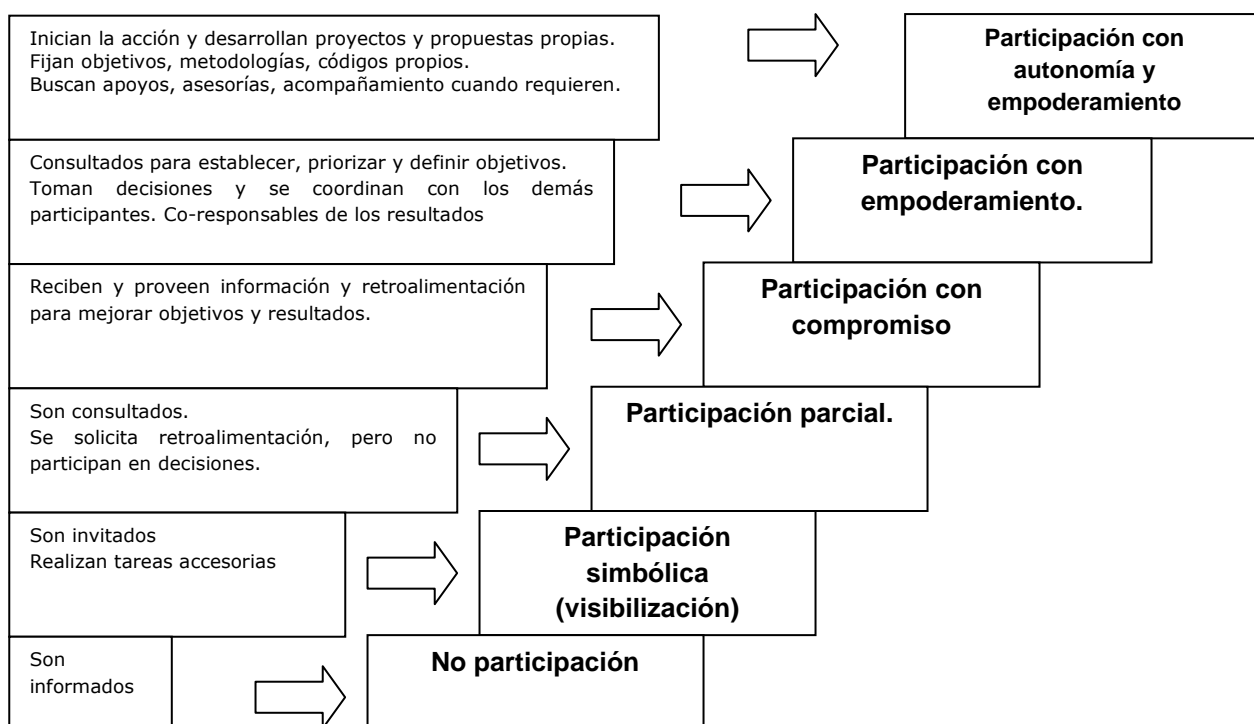 Inician la acción y desarrollan proyectos y propuestas propias.
Fijan objetivos, metodologías, códigos propios.
Buscan apoyos, asesorías, acompañamiento cuando requieren.
Participación con
autonomía y
empoderamiento
Consultados para establecer, priorizar y definir objetivos.
Toman decisiones y se coordinan con los demás
participantes. Co-responsables de los resultados
Participación con
empoderamiento.
Reciben y proveen información y retroalimentación
para mejorar objetivos y resultados.
Participación con
compromiso
Son consultados.
Se solicita retroalimentación, pero no
participan en decisiones.
Participación parcial.
Son invitados
Realizan tareas accesorias
Participación
simbólica
(visibilización)
Son
informados
No participación